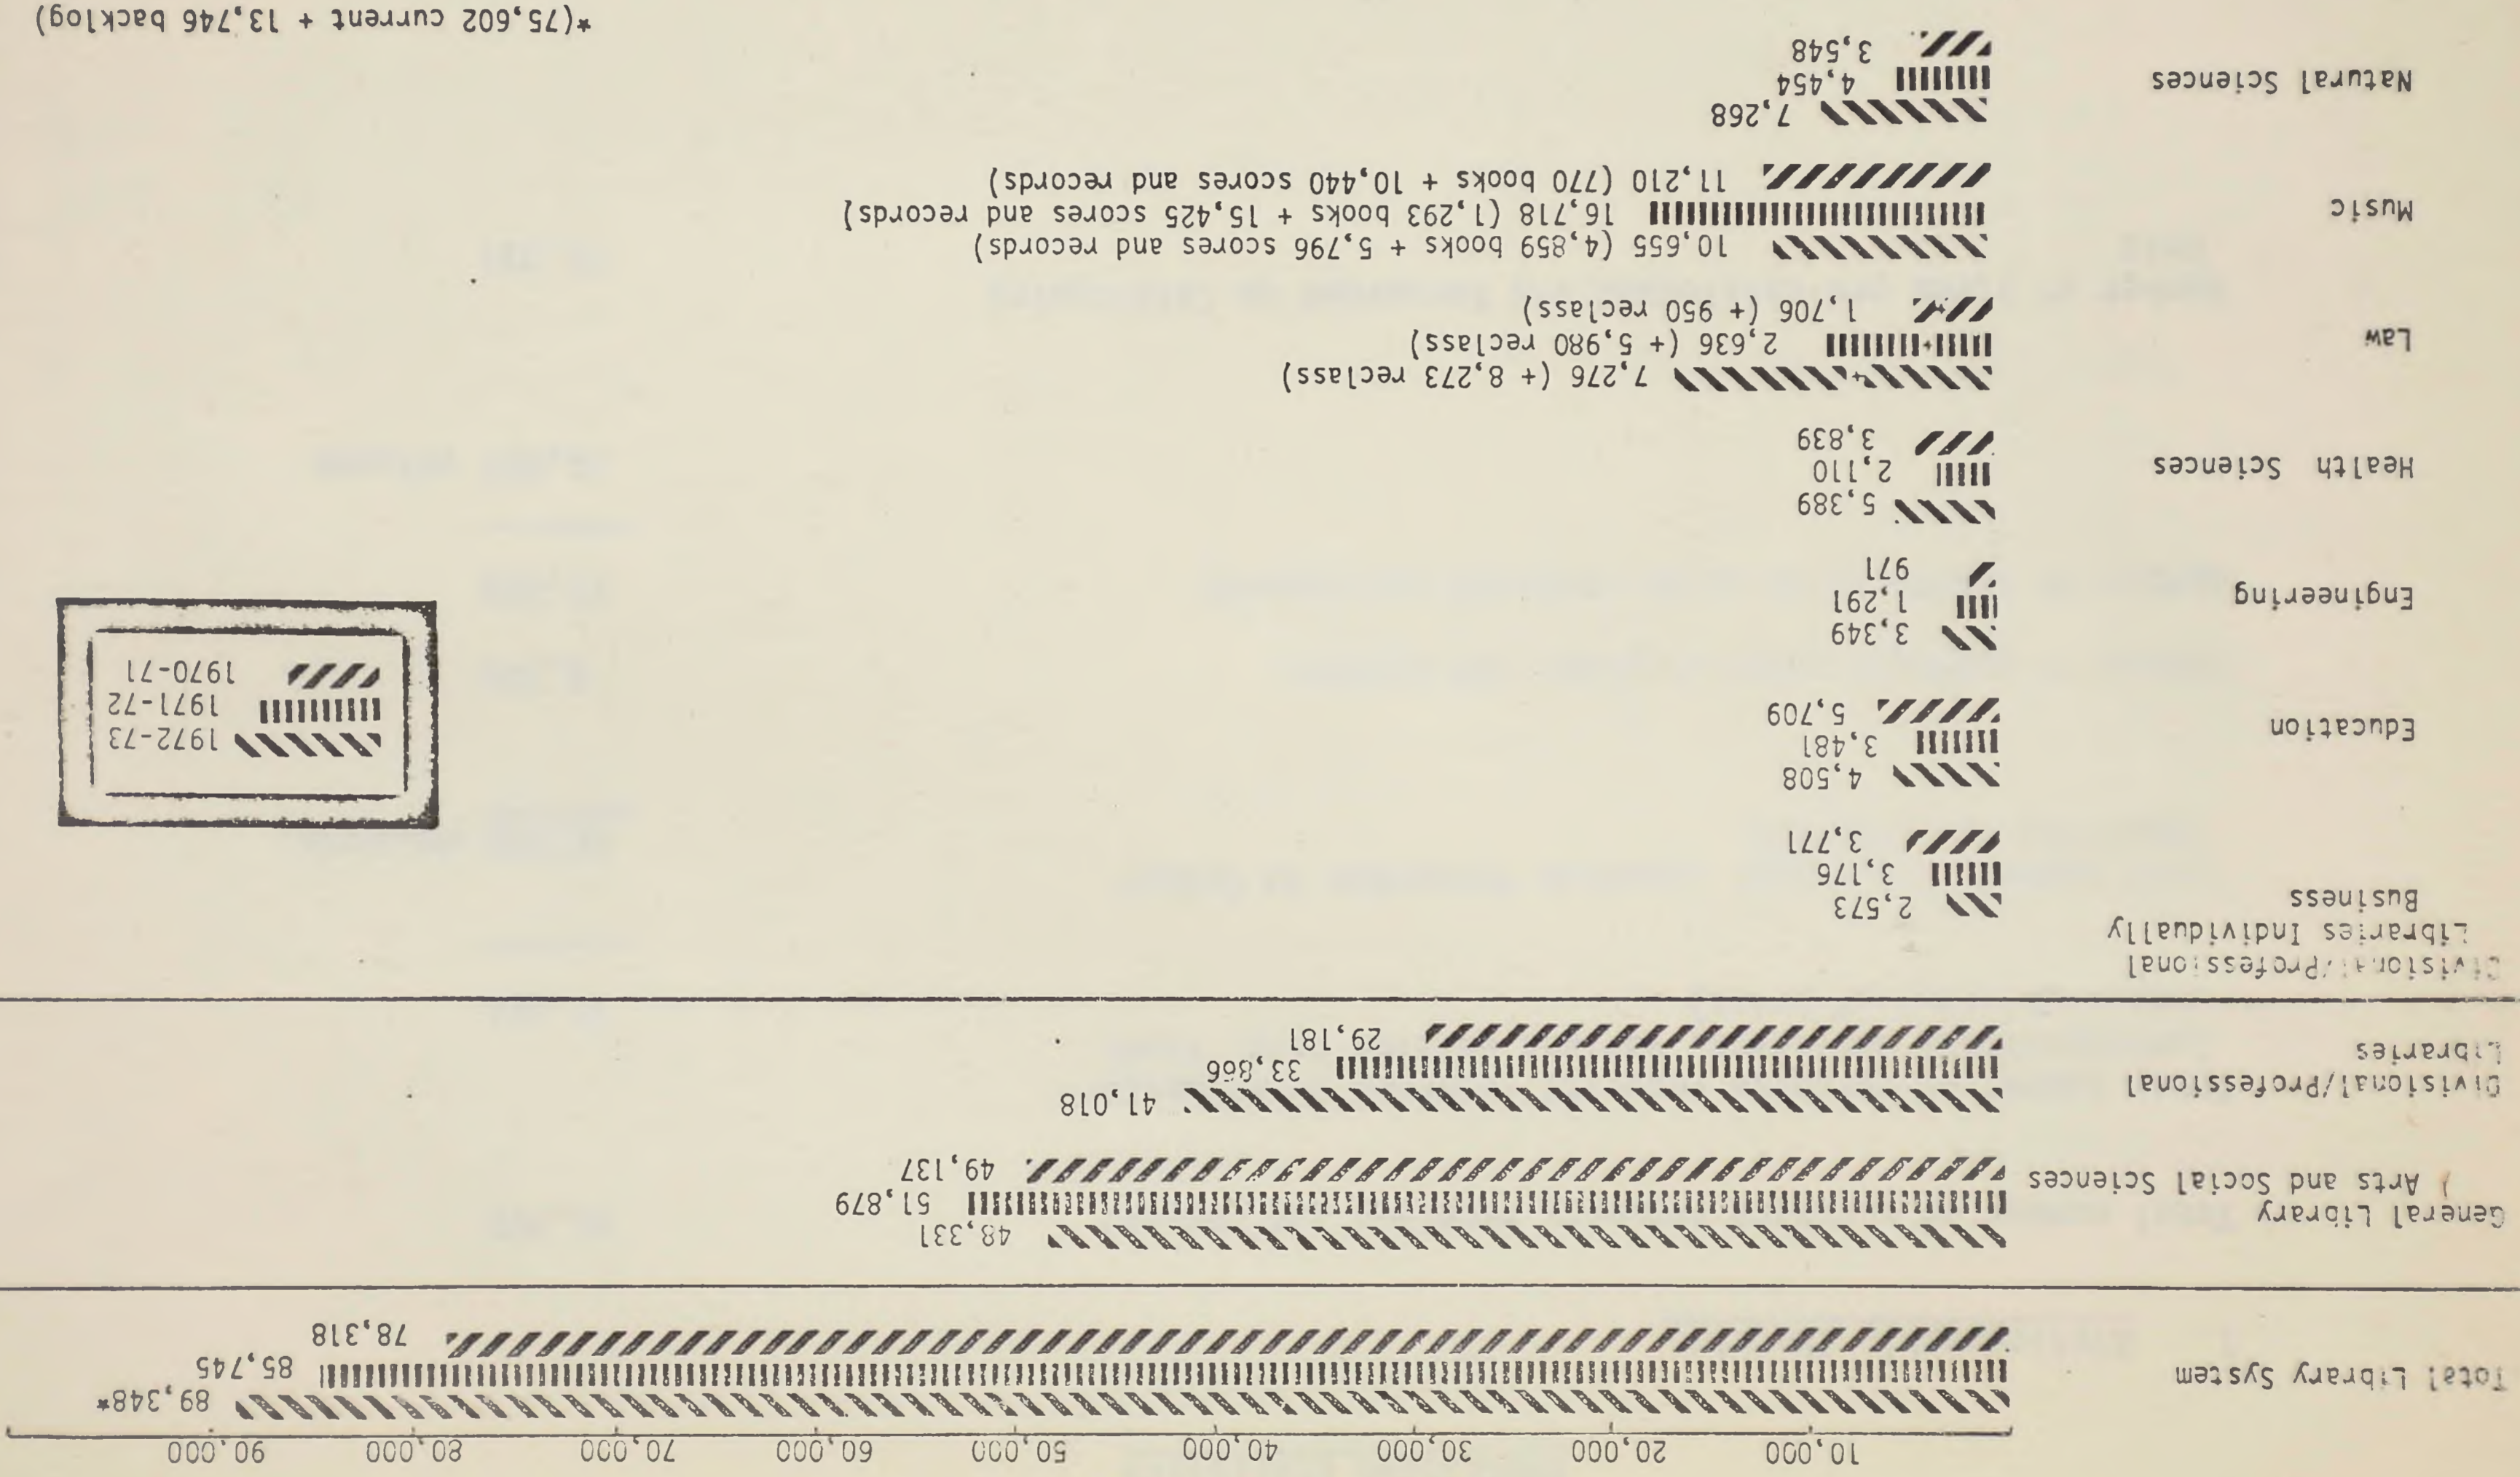 10,000 20,000 30,000 40,000 50,000 60,000 70,000 80,000 90,000
Total Library System
89,348*
85,745
78,318
General Library
Arts and Social Sciences
48,331
51,879
49,137
Divisional/Professional
Libraries
41,018
33,866
29,181
Divisional/Professional
Libraries Individually
Business
2,573
3,176
3,771
Education
4,508
3,481
5,709
1972-73
1971-72
1970-71
Engineering
3,349
1,291
971
Health Sciences
5,389
2,110
3,839
Law
7,276 (+ 8,273 reclass)
2,636 (+ 5,980 reclass)
1,706 (+ 950 reclass)
Music
10,655 (4,859 books + 5,796 scores and records)
16,718 (1,293 books + 15,425 scores and records)
11,210 (770 books + 10,440 scores and records)
Natural Sciences
7,268
4,454
3,548
*(75,602 current + 13,746 backlog)